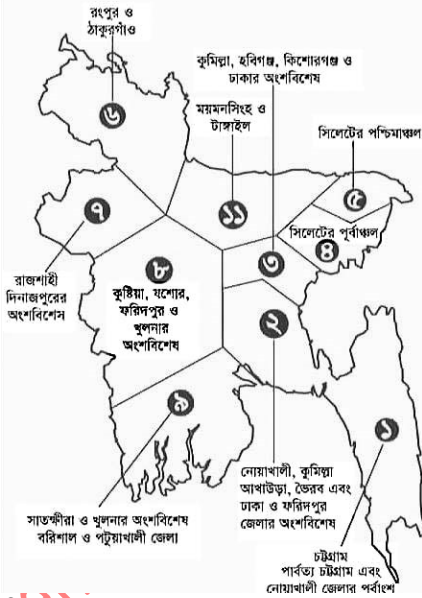 রংপুর ও
ঠাকুরগাঁও
কুমিল্লা, হবিগঞ্জ, কিশোরগঞ্জ ও
ঢাকার অংশবিশেষ
ময়মনসিংহ ও
টাঙ্গাইল
সিলেটের পশ্চিমাঞ্চল
৬
৫
৭
১১
সিলেটের পূর্বাঞ্চল
৪
৩
৮
রাজশাহী
দিনাজপুরের
অংশবিশেস
কুষ্টিয়া, যশোর,
ফরিদপুর ও
খুলনার
অংশবিশেষ
২
৯
১
নোয়াখালী, কুমিল্লা
আখাউড়া, ভৈরব এবং
ঢাকা ও ফরিদপুর
জেলার অংশবিশেষ
সাতক্ষীরা ও খুলনার অংশবিশেষ
বরিশাল ও পটুয়াখালী জেলা
চট্টগ্রাম
পার্বত্য চট্টগ্রাম এবং
নোয়াখালী জেলার পূর্বাংশ